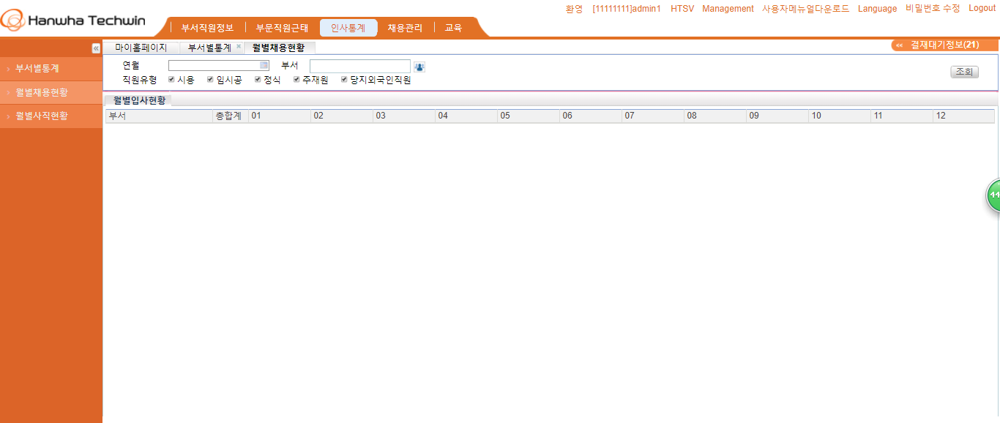 환영 [11111111]admin1 HTSV Management 사용자메뉴얼다운로드 Language 비밀번호 수정 Logout
Hanwha Techwin
부서직원정보 부문직원근태 인사통계 채용관리 교육
« 마이홈페이지 부서별통계 월별채용현황 결재대기정보(21)
부서별통계
월별채용현황
월별사직현황
연월 부서
직원유형 시용 임시공 정식 주재원 당지외국인직원
조회
월별입사현황
부서 총합계 01 02 03 04 05 06 07 08 09 10 11 12
44